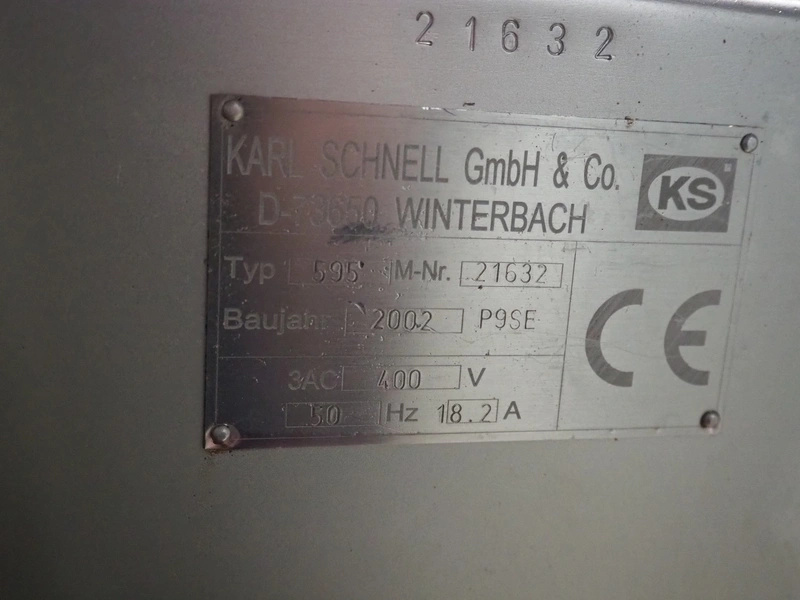 21632
KARL SCHNELL GmbH & Co. KS
D-73650 WINTERBACH
Typ 595 M-Nr. 21632
Baujahr 2002 P9SE
CE
3AC 400 V
50 Hz 18.2 A